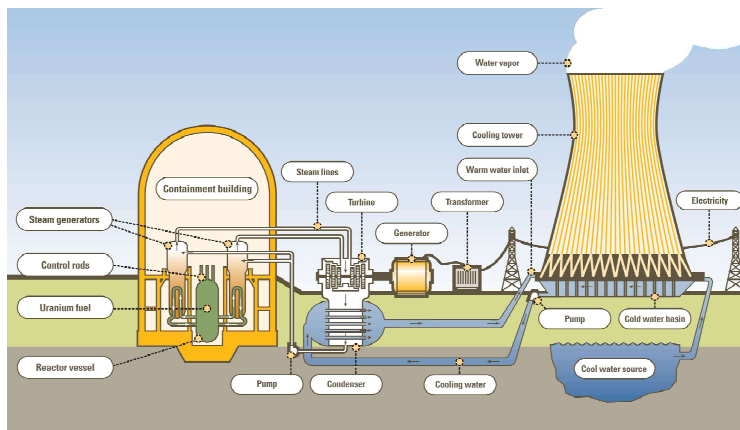 Water vapor
Cooling tower
Steam lines
Warm water inlet
Containment building
Turbine
Transformer
Electricity
Steam generators
Generator
Control rods
Uranium fuel
Pump
Cold water basin
Reactor vessel
Cool water source
Pump
Condenser
Cooling water